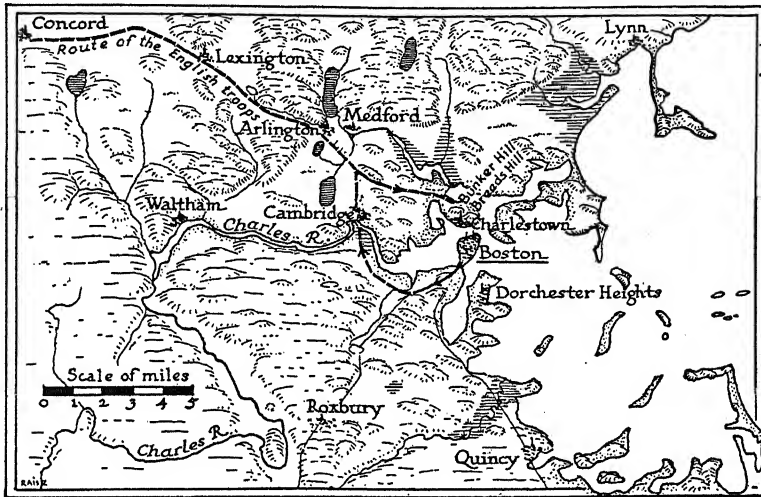 Concord
Route of the English troops
Lexington
Lynn
Medford
Arlington
Bunker Hill
Breeds Hill
Waltham
Cambridge
Charles R.
Charlestown
Boston
Dorchester Heights
Scale of miles
0 1 2 3 4 5
Roxbury
Charles R.
Quincy
RAISZ